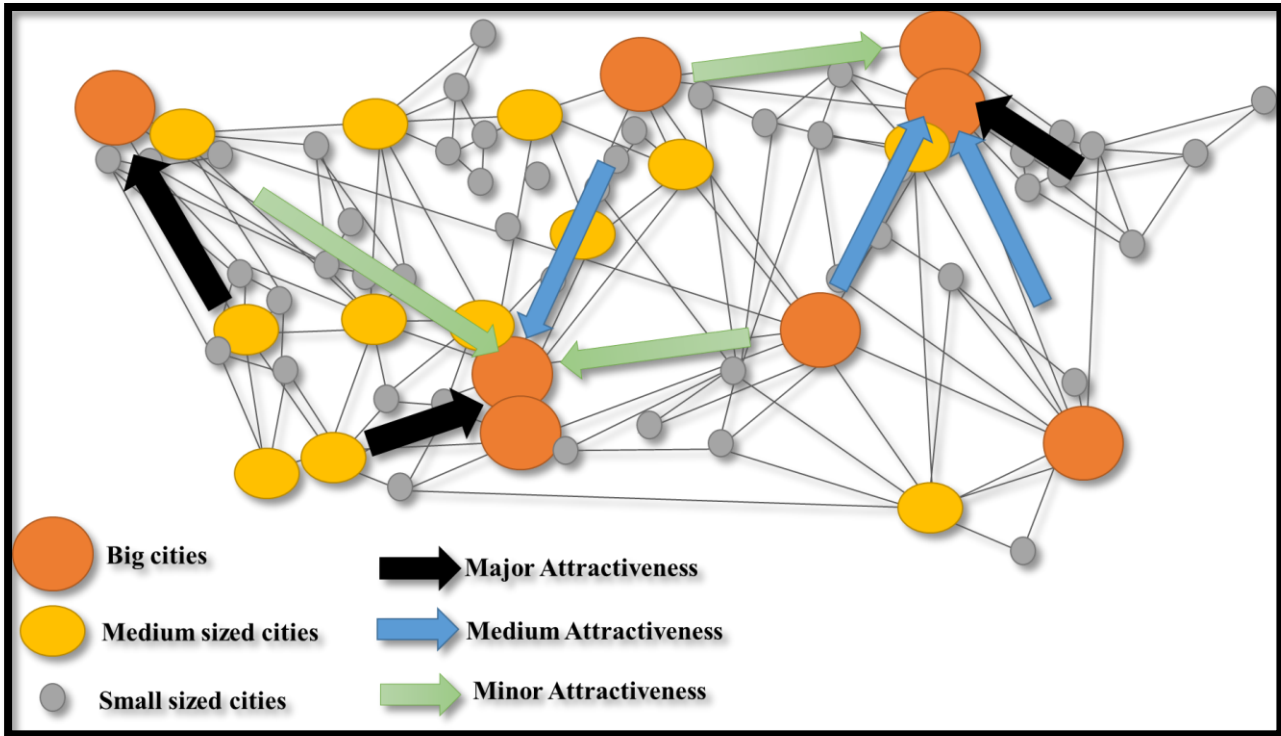 Big cities
Major Attractiveness
Medium sized cities
Medium Attractiveness
Small sized cities
Minor Attractiveness